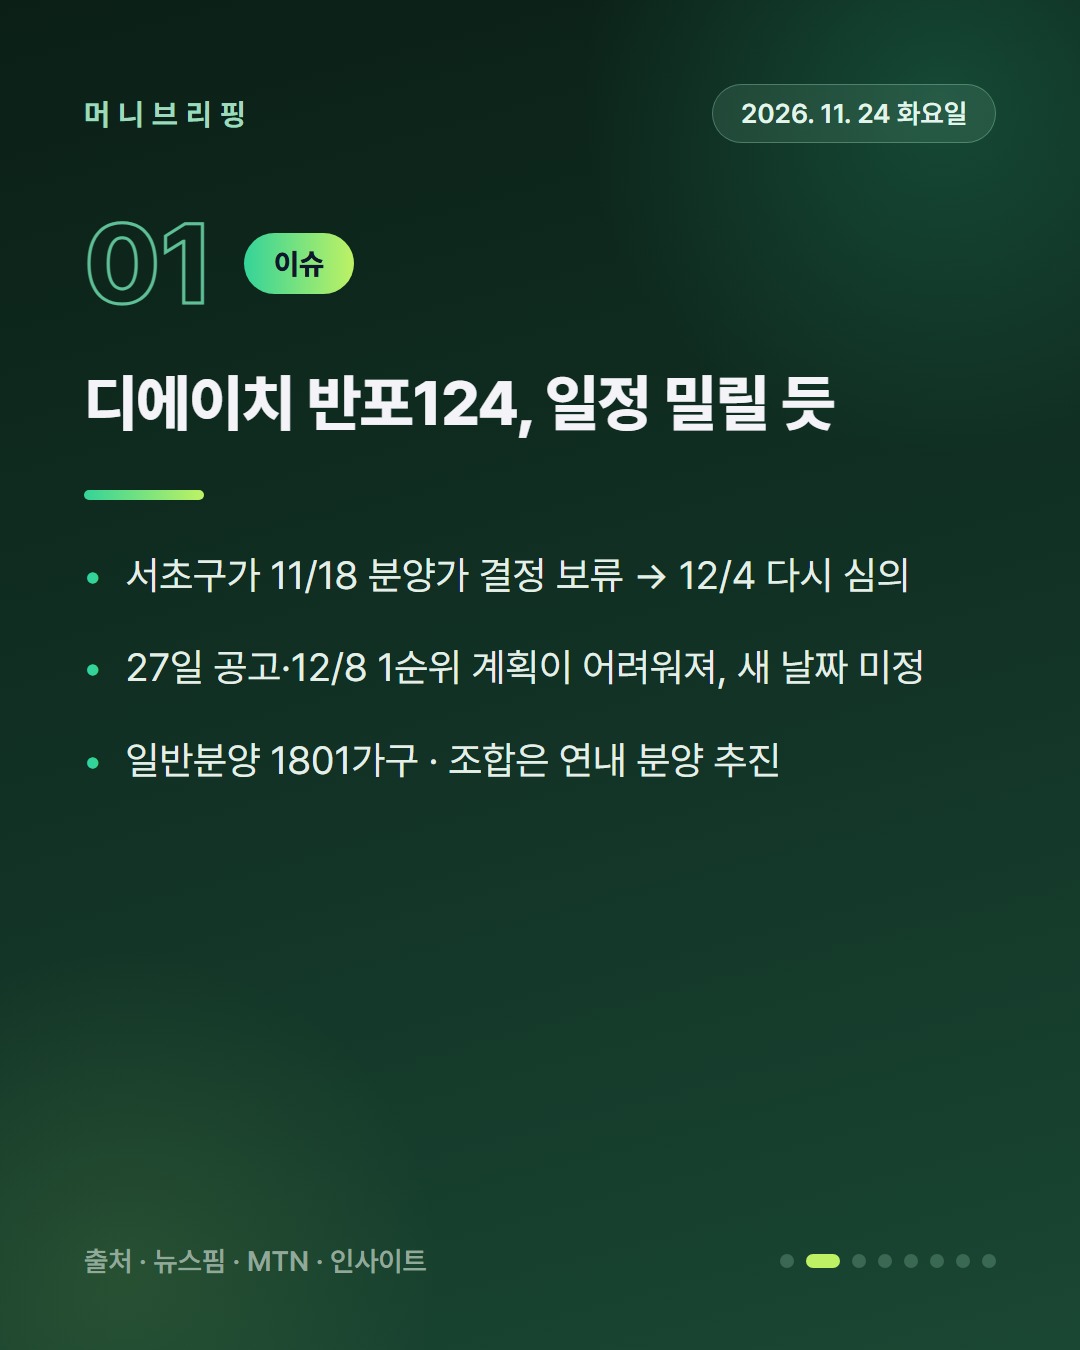 머니브리핑
2026. 11. 24 화요일
01
이슈
디에이치 반포124, 일정 밀릴 듯
• 서초구가 11/18 분양가 결정 보류 → 12/4 다시 심의
• 27일 공고·12/8 1순위 계획이 어려워져, 새 날짜 미정
• 일반분양 1801가구 · 조합은 연내 분양 추진
출처 · 뉴스핌 · MTN · 인사이트